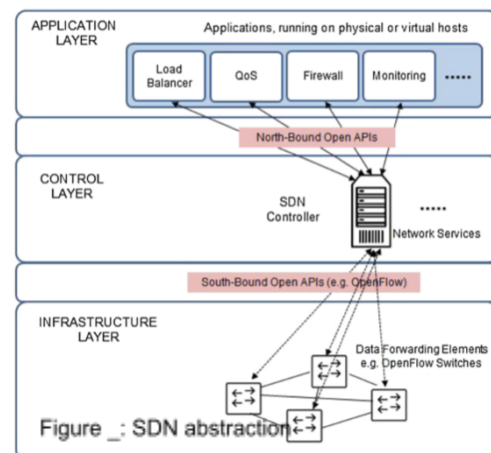 APPLICATION
LAYER
Applications, running on physical or virtual hosts
Load
Balancer
QoS
Firewall
Monitoring
.....
North-Bound Open APIs
CONTROL
LAYER
SDN
Controller
.....
Network Services
South-Bound Open APIs (e.g. OpenFlow)
INFRASTRUCTURE
LAYER
Data Forwarding Elements
e.g. OpenFlow Switches
Figure _: SDN abstraction